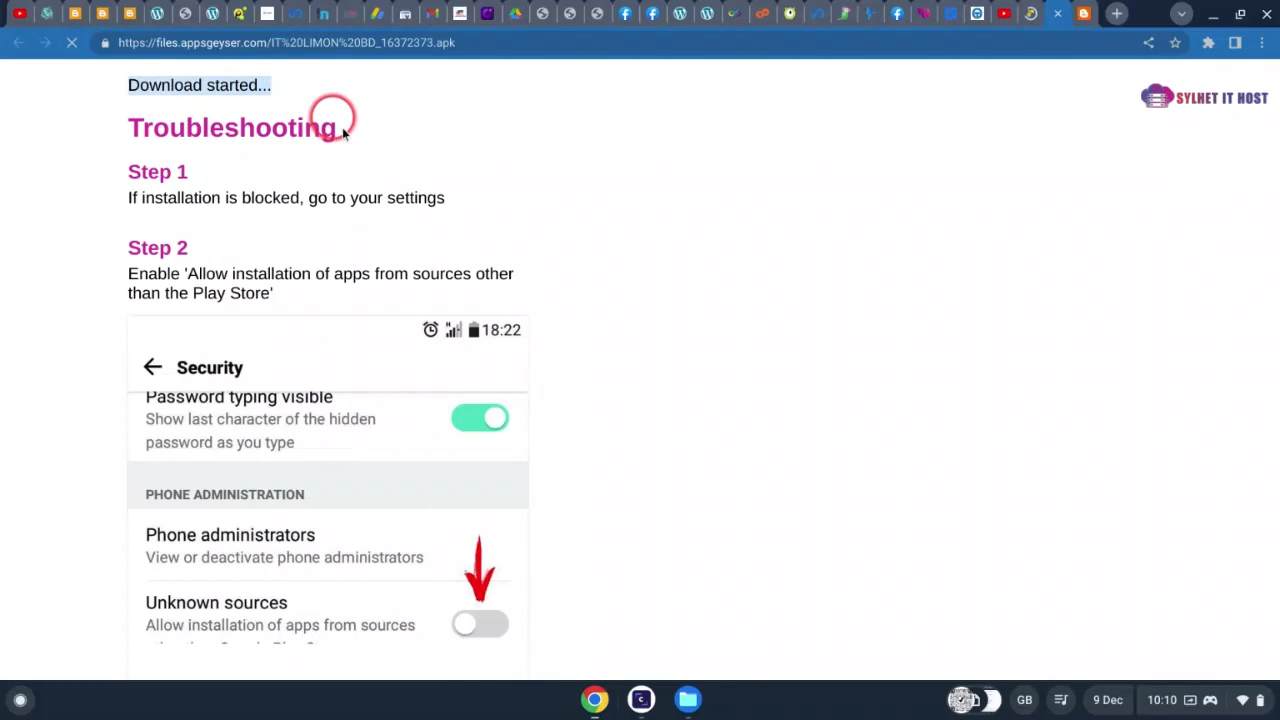 https://files.appsgeyser.com/IT%20LIMON%20BD_16372373.apk
Download started...
SYLHET IT HOST
Troubleshooting
Step 1
If installation is blocked, go to your settings
Step 2
Enable 'Allow installation of apps from sources other
than the Play Store'
18:22
Security
Password typing visible
Show last character of the hidden
password as you type
PHONE ADMINISTRATION
Phone administrators
View or deactivate phone administrators
Unknown sources
Allow installation of apps from sources
GB
9 Dec
10:10